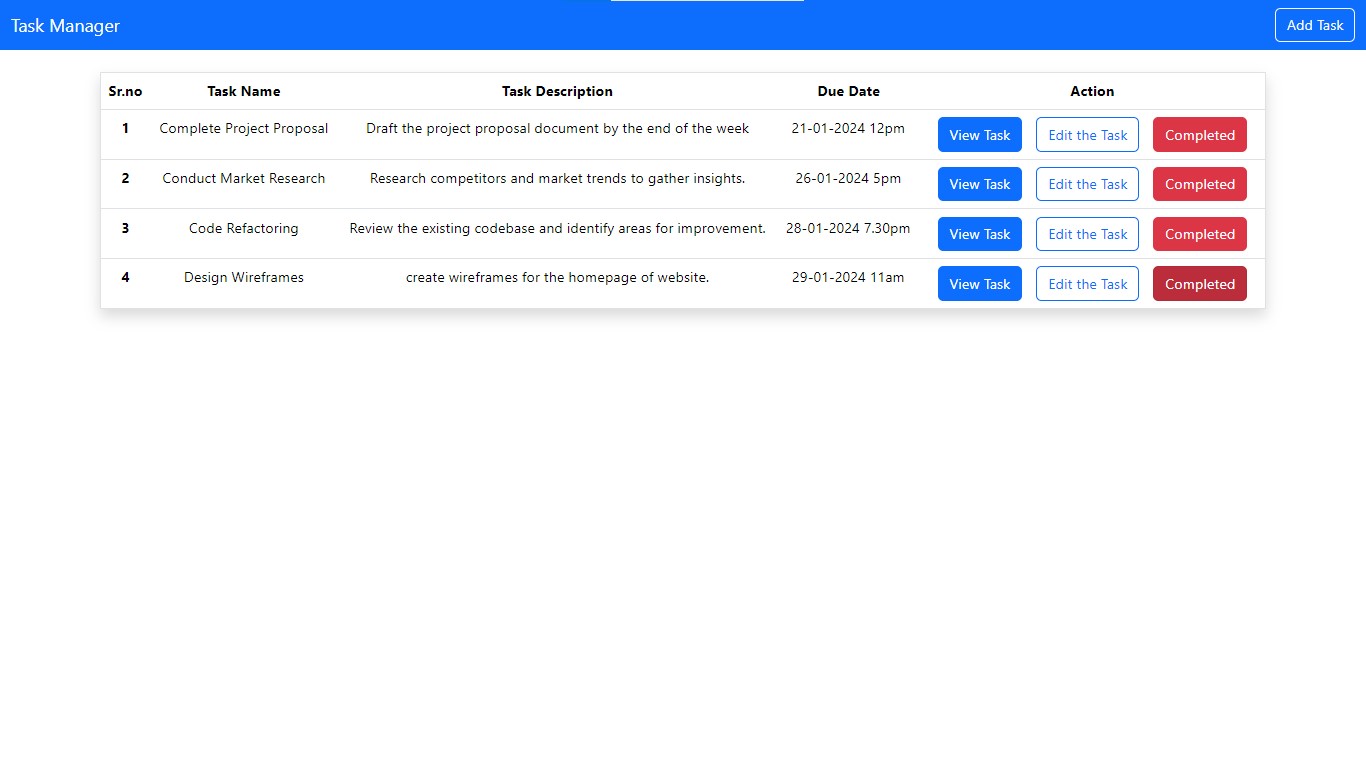 Task Manager Add Task
Sr.no Task Name Task Description Due Date Action
1 Complete Project Proposal Draft the project proposal document by the end of the week 21-01-2024 12pm View Task Edit the Task Completed
2 Conduct Market Research Research competitors and market trends to gather insights. 26-01-2024 5pm View Task Edit the Task Completed
3 Code Refactoring Review the existing codebase and identify areas for improvement. 28-01-2024 7.30pm View Task Edit the Task Completed
4 Design Wireframes create wireframes for the homepage of website. 29-01-2024 11am View Task Edit the Task Completed